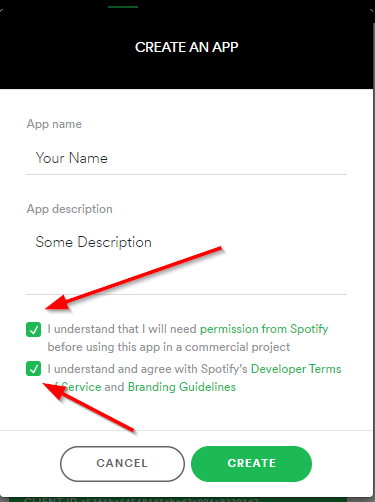 CREATE AN APP
App name
Your Name
App description
Some Description
I understand that I will need permission from Spotify
before using this app in a commercial project
I understand and agree with Spotify's Developer Terms
of Service and Branding Guidelines
CANCEL
CREATE